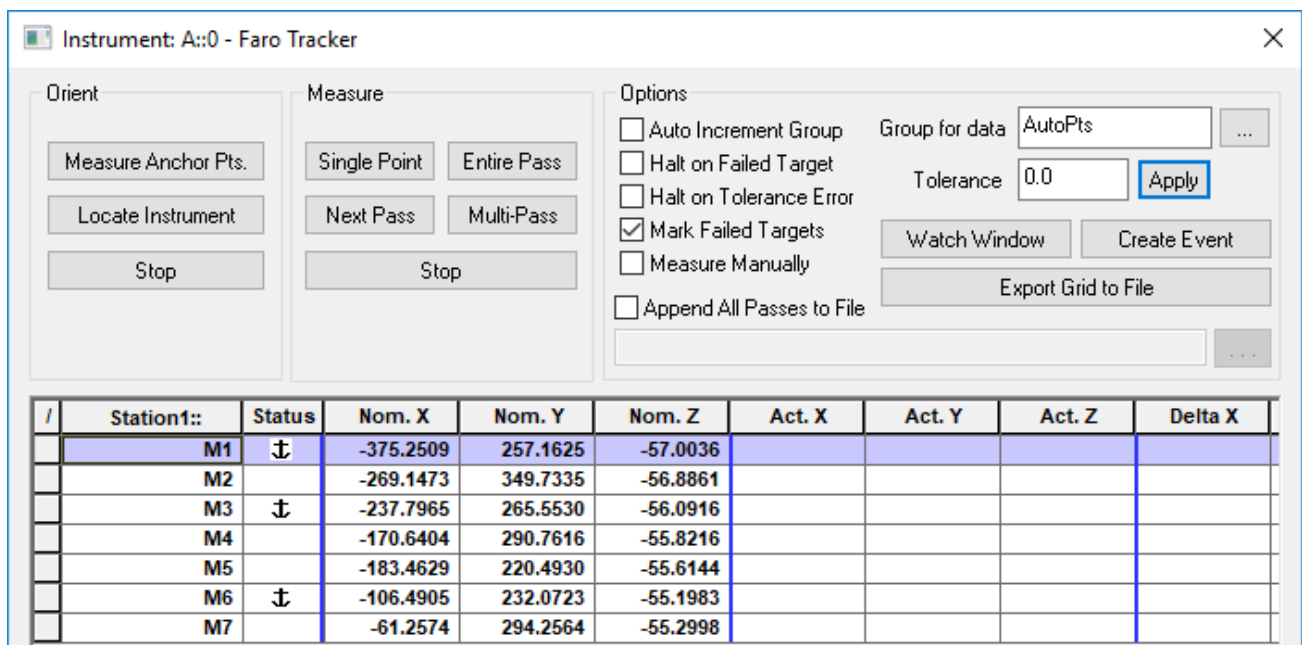 Instrument: A::0 - Faro Tracker
Orient
Measure Anchor Pts.
Locate Instrument
Stop
Measure
Single Point Entire Pass
Next Pass Multi-Pass
Stop
Options
Auto Increment Group
Halt on Failed Target
Halt on Tolerance Error
Mark Failed Targets
Measure Manually
Append All Passes to File
Group for data AutoPts ...
Tolerance 0.0 Apply
Watch Window Create Event
Export Grid to File
...
/ Station1:: Status Nom. X Nom. Y Nom. Z Act. X Act. Y Act. Z Delta X
M1 -375.2509 257.1625 -57.0036
M2 -269.1473 349.7335 -56.8861
M3 -237.7965 265.5530 -56.0916
M4 -170.6404 290.7616 -55.8216
M5 -183.4629 220.4930 -55.6144
M6 -106.4905 232.0723 -55.1983
M7 -61.2574 294.2564 -55.2998